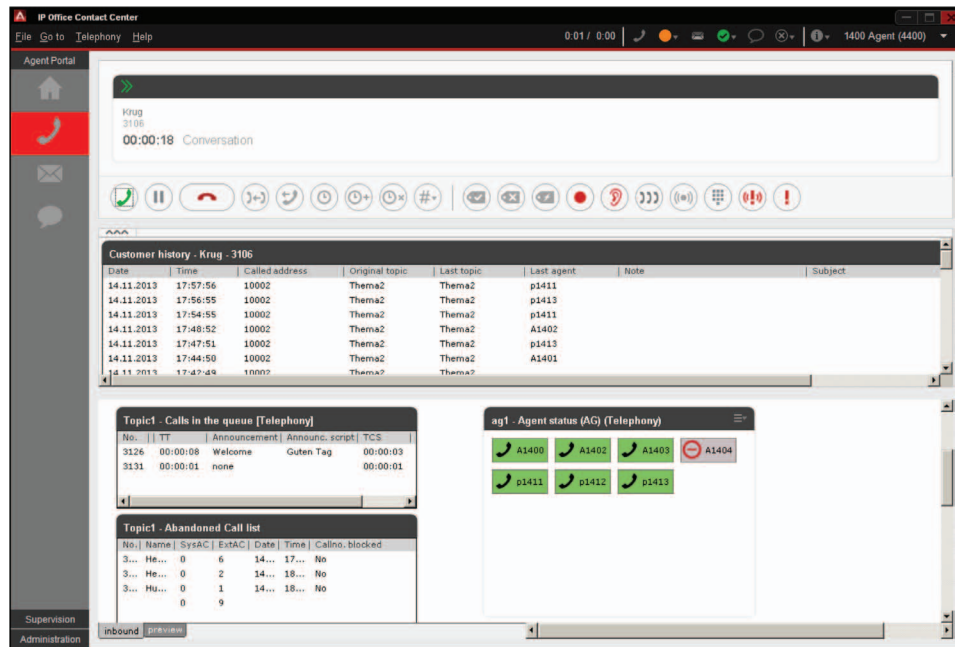 IP Office Contact Center
File Go to Telephony Help
0:01 / 0:00
1400 Agent (4400)
Agent Portal
Krug
3106
00:00:18 Conversation
Customer history - Krug - 3106
Date Time Called address Original topic Last topic Last agent Note Subject
14.11.2013 17:57:56 10002 Thema2 Thema2 p1411
14.11.2013 17:56:55 10002 Thema2 Thema2 p1413
14.11.2013 17:54:55 10002 Thema2 Thema2 p1411
14.11.2013 17:48:52 10002 Thema2 Thema2 A1402
14.11.2013 17:47:51 10002 Thema2 Thema2 p1413
14.11.2013 17:44:50 10002 Thema2 Thema2 A1401
14.11.2013 17:42:49 10002 Thema2 Thema2
Topic1 - Calls in the queue [Telephony]
No. TT Announcement Announc. script TCS
3126 00:00:08 Welcome Guten Tag 00:00:03
3131 00:00:01 none 00:00:01
Topic1 - Abandoned Call list
No. Name SysAC ExtAC Date Time Callno. blocked
3... He... 0 6 14... 17... No
3... He... 0 2 14... 18... No
3... Hu... 0 1 14... 18... No
0 9
ag1 - Agent status (AG) (Telephony)
A1400 A1402 A1403 A1404
p1411 p1412 p1413
Supervision
Administration
inbound preview